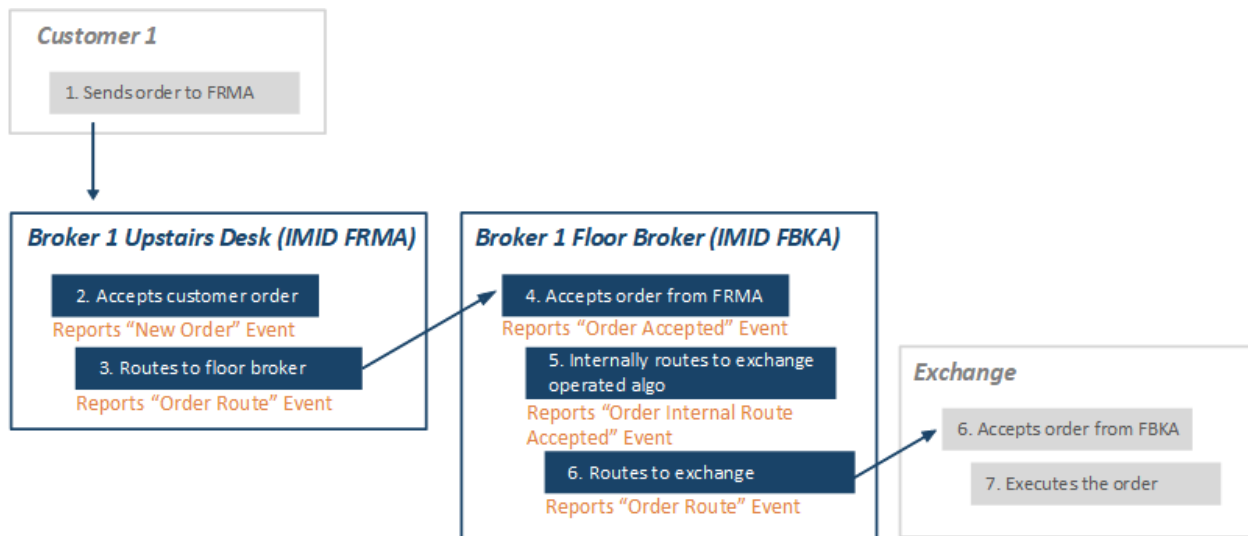 Customer 1
1. Sends order to FRMA
Broker 1 Upstairs Desk (IMID FRMA)
2. Accepts customer order
Reports “New Order” Event
3. Routes to floor broker
Reports “Order Route” Event
Broker 1 Floor Broker (IMID FBKA)
4. Accepts order from FRMA
Reports “Order Accepted” Event
5. Internally routes to exchange
operated algo
Reports “Order Internal Route
Accepted” Event
6. Routes to exchange
Reports “Order Route” Event
Exchange
6. Accepts order from FBKA
7. Executes the order